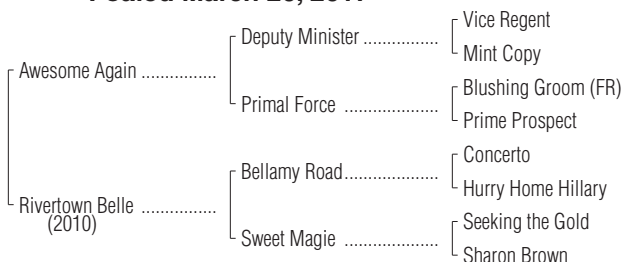 Vice Regent
Deputy Minister ..................
Mint Copy
Awesome Again ................
Blushing Groom (FR)
Primal Force ......................
Prime Prospect
Concerto
Bellamy Road......................
Hurry Home Hillary
Rivertown Belle ................
(2010)
Seeking the Gold
Sweet Magie ......................
Sharon Brown